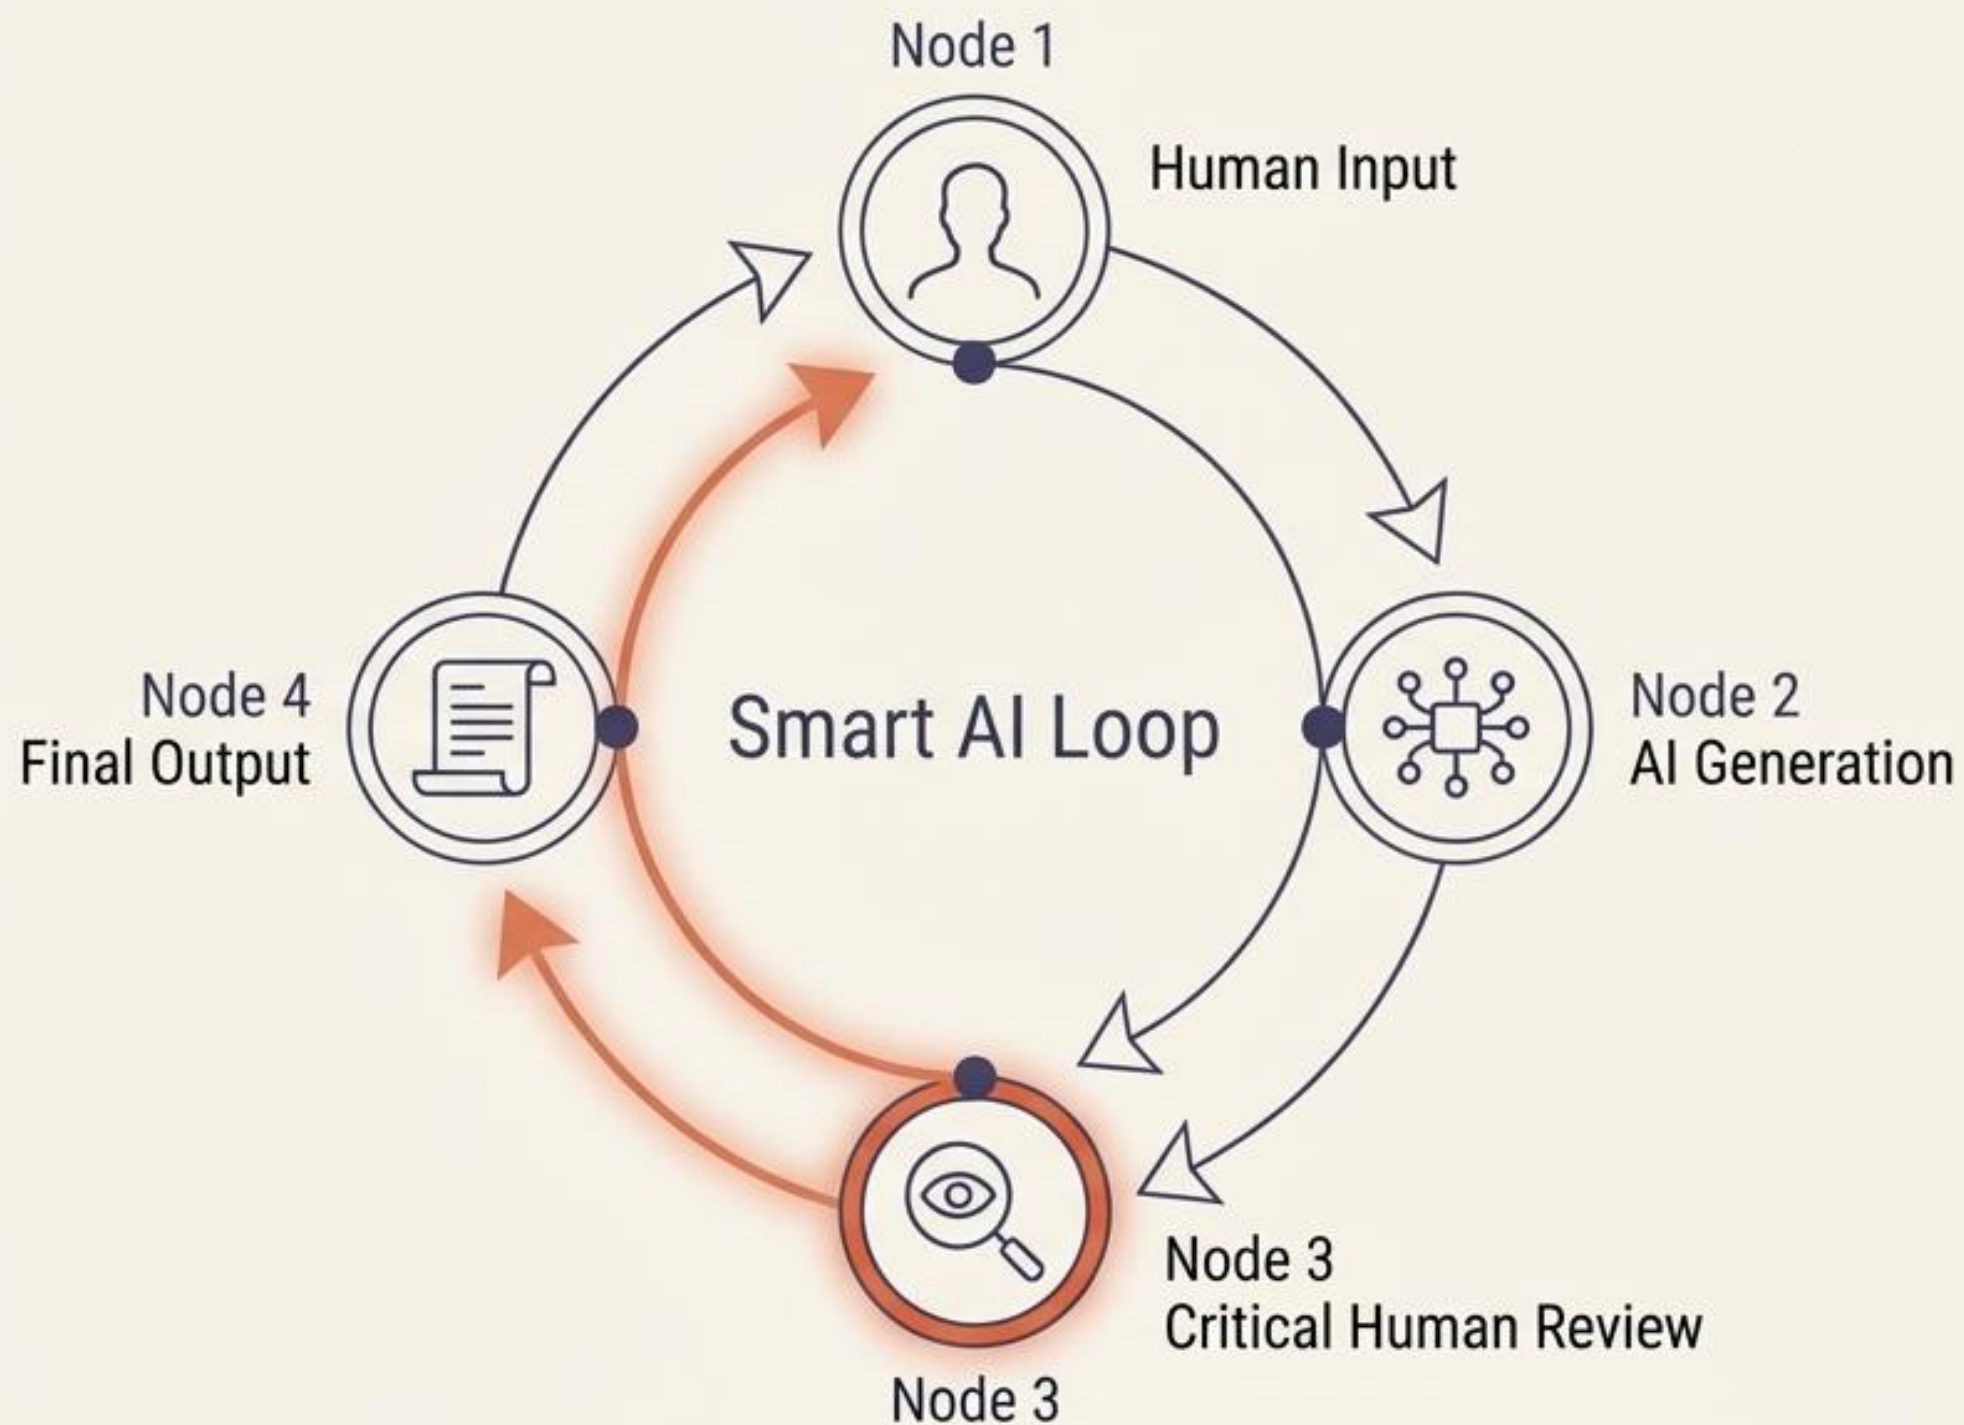 Node 1
Human Input
Smart AI Loop
Node 2
AI Generation
Node 3
Critical Human Review
Node 3
Node 4
Final Output